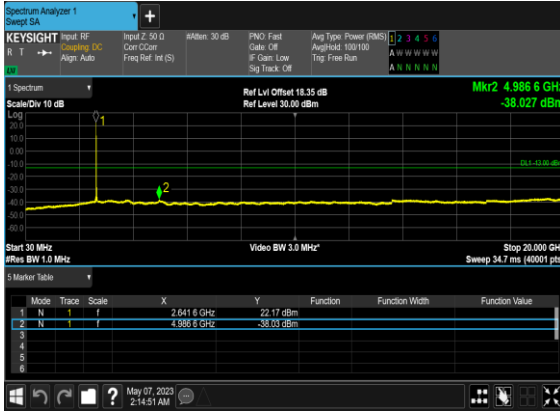 Spectrum Analyzer 1
Swept SA
+
KEYSIGHT Input: RF Input Z: 50 Ω #Atten: 30 dB PNO: Fast Avg Type: Power (RMS) 1 2 3 4 5 6
R T Coupling: DC Corr CCorr Gate: Off Avg|Hold: 100/100 A W W W W W
Align: Auto Freq Ref: Int (S) IF Gain: Low Trig: Free Run
Sig Track: Off A N N N N N
1 Spectrum Ref Lvl Offset 18.35 dB Mkr2 4.986 6 GHz
Scale/Div 10 dB Ref Level 30.00 dBm -38.027 dBm
Log
20.0
10.0
0.00
-10.0
DL1 -13.00 dBm
-20.0
-30.0
-40.0
-50.0
-60.0
1
2
Start 30 MHz Video BW 3.0 MHz* Stop 20.000 GH
#Res BW 1.0 MHz Sweep 34.7 ms (40001 pts
5 Marker Table
Mode Trace Scale X Y Function Function Width Function Value
1 N 1 f 2.641 6 GHz 22.17 dBm
2 N 1 f 4.986 6 GHz -38.03 dBm
3
4
5
6
? May 07, 2023
2:14:51 AM